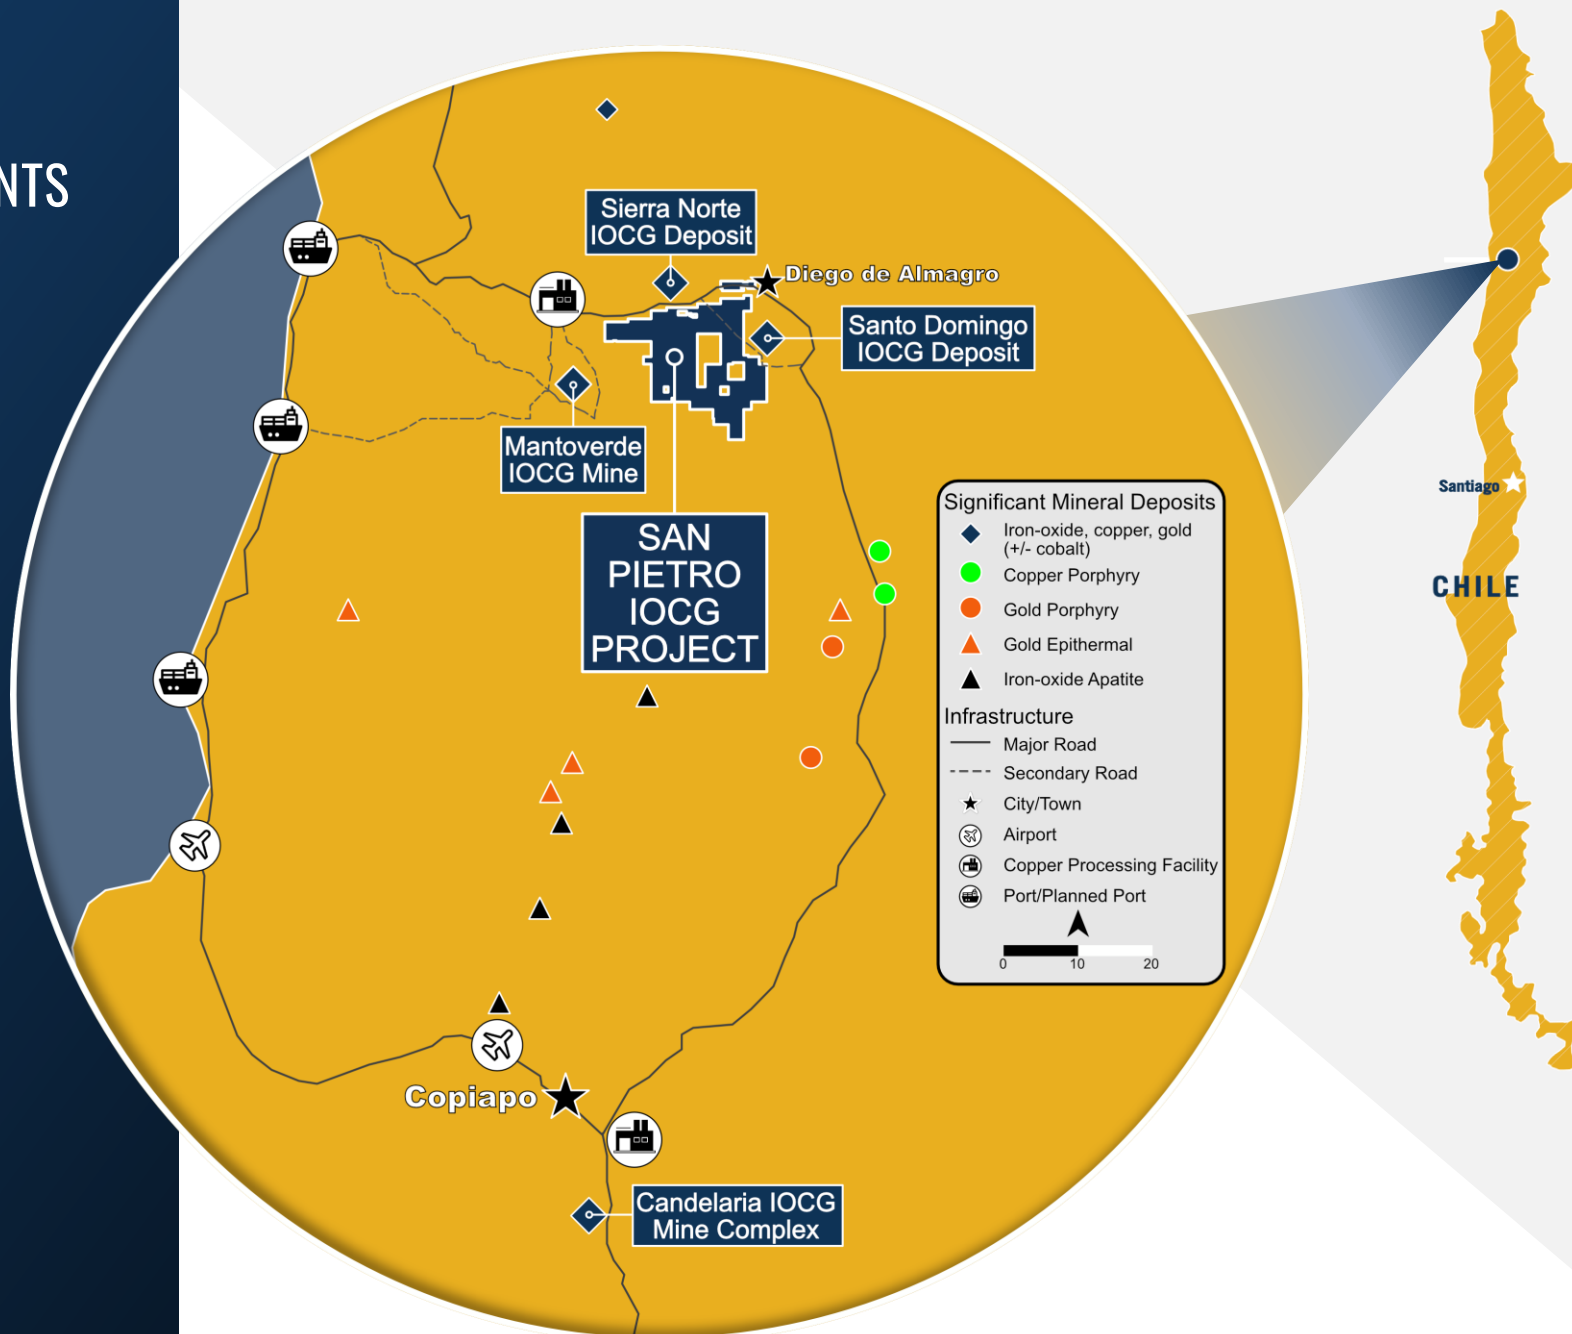 NTS
Sierra Norte
IOCG Deposit
Diego de Almagro
Santo Domingo
IOCG Deposit
Mantoverde
IOCG Mine
SAN
PIETRO
IOCG
PROJECT
Significant Mineral Deposits
Iron-oxide, copper, gold
(+/- cobalt)
Copper Porphyry
Gold Porphyry
Gold Epithermal
Iron-oxide Apatite
Infrastructure
Major Road
Secondary Road
City/Town
Airport
Copper Processing Facility
Port/Planned Port
0 10 20
Copiapo
Candelaria IOCG
Mine Complex
Santiago
CHILE